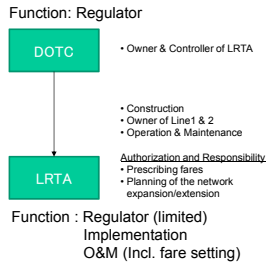 Function: Regulator
DOTC
• Owner & Controller of LRTA
• Construction
• Owner of Line1 & 2
• Operation & Maintenance
Authorization and Responsibility
• Prescribing fares
• Planning of the network
expansion/extension
LRTA
Function : Regulator (limited)
Implementation
O&M (Incl. fare setting)